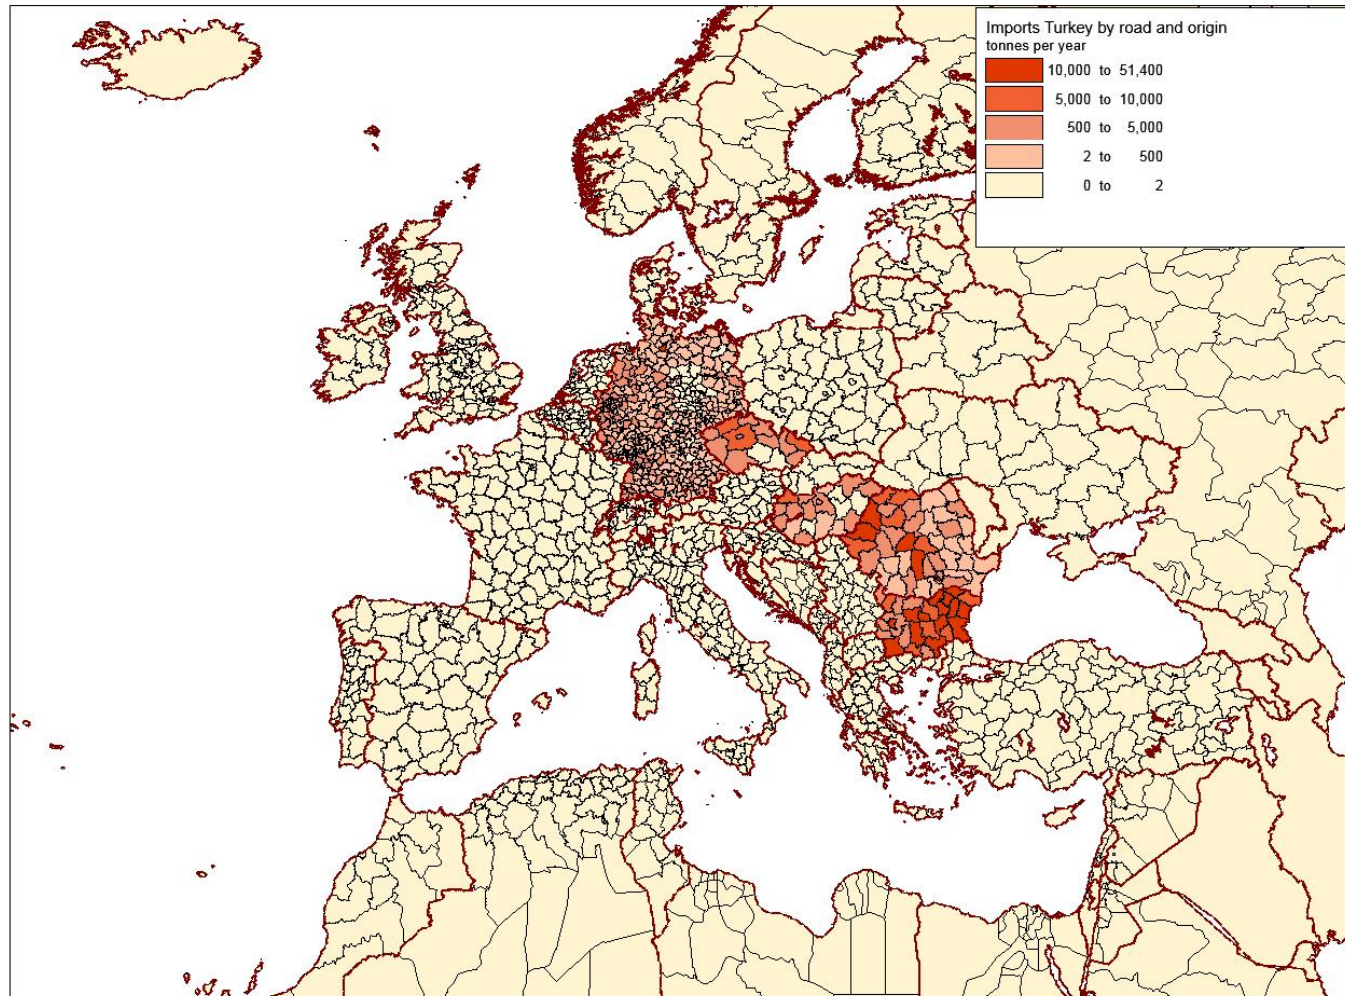 Imports Turkey by road and origin
tonnes per year
10,000 to 51,400
5,000 to 10,000
500 to 5,000
2 to 500
0 to 2